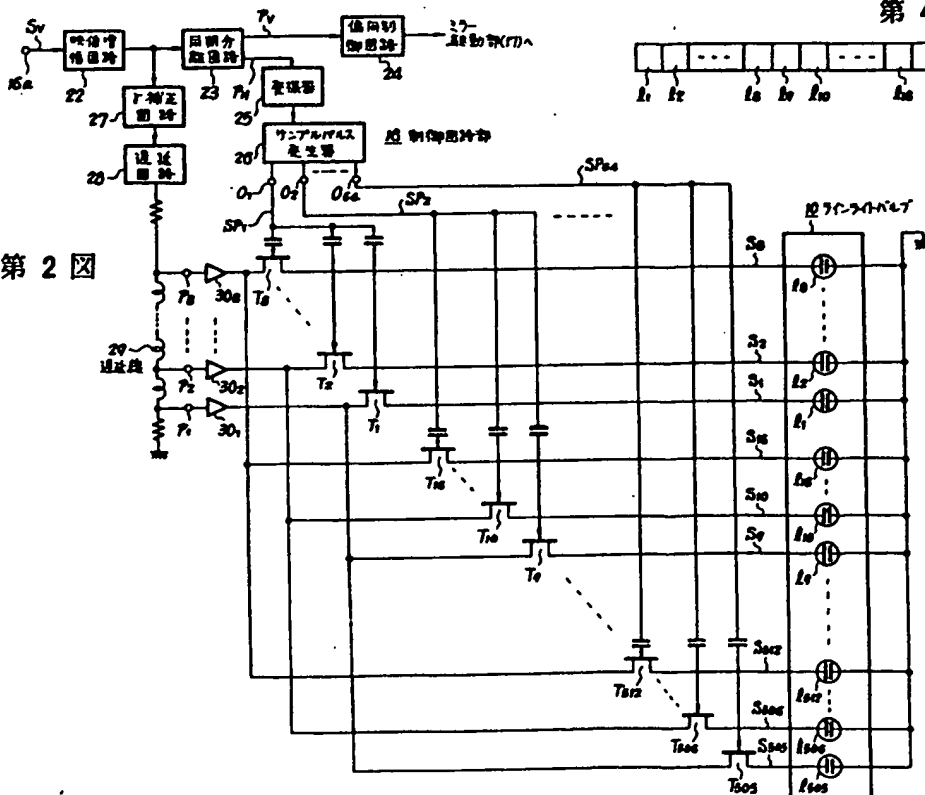 第 4
第 2 図
Sv
16a
映像増
幅回路
22
同期分
離回路
23
Pv
PH
偏向制
御回路
24
ミラー
駆動部(17)へ
発振器
25
γ補正
回路
27
遅延
回路
28
サンプルパルス
発生器
26
16 制御回路部
O1 O2 O64
SP1
SP2
SP64
l1 l2 l8 l9 l10 l16
10 ラインライトバルブ
29
遅延線
P8 308 T8 S8 l8
P2 302 T2 S2 l2
P1 301 T1 S1 l1
T16 S16 l16
T10 S10 l10
T9 S9 l9
T512 S512 l512
T506 S506 l506
T505 S505 l505